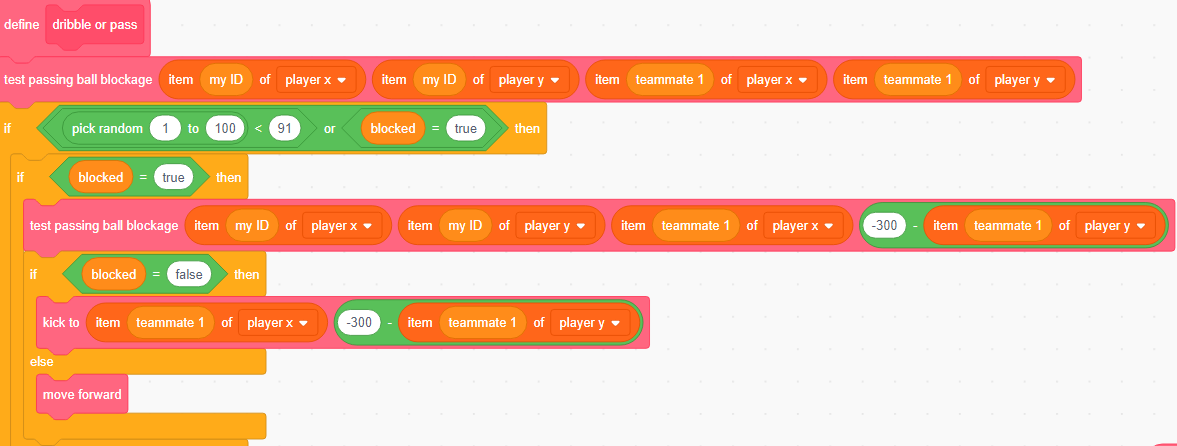 define dribble or pass
test passing ball blockage item my ID of player x item my ID of player y item teammate 1 of player x item teammate 1 of player y
if pick random 1 to 100 < 91 or blocked = true then
if blocked = true then
test passing ball blockage item my ID of player x item my ID of player y item teammate 1 of player x -300 - item teammate 1 of player y
if blocked = false then
kick to item teammate 1 of player x -300 - item teammate 1 of player y
else
move forward